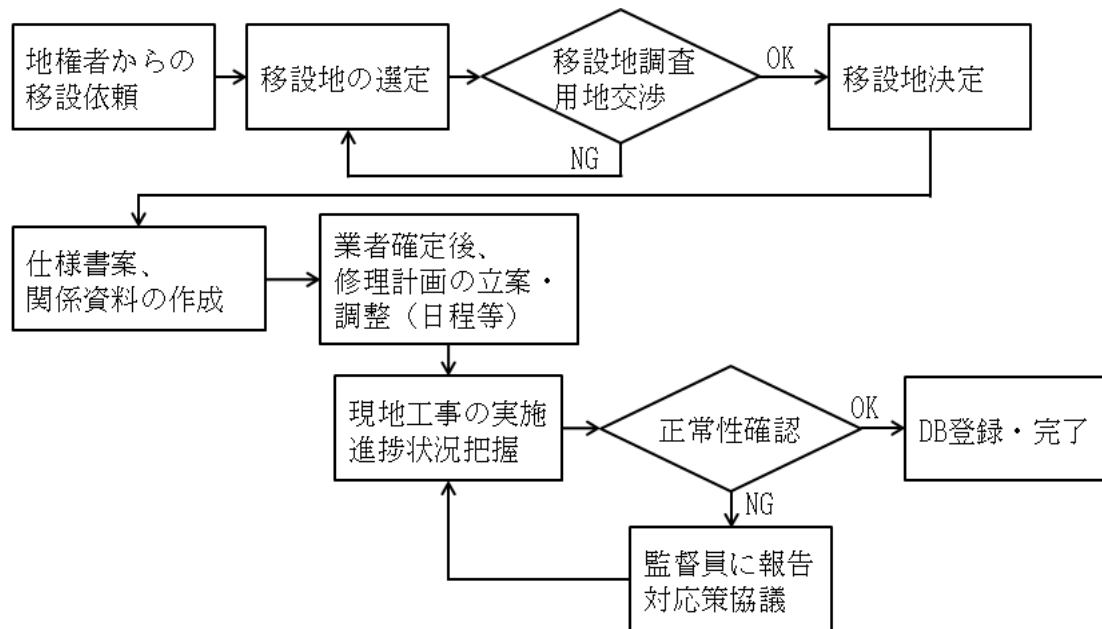 地権者からの
移設依頼
移設地の選定
移設地調査
用地交渉
OK
移設地決定
NG
仕様書案、
関係資料の作成
業者確定後、
修理計画の立案・
調整（日程等）
現地工事の実施
進捗状況把握
正常性確認
OK
DB登録・完了
NG
監督員に報告
対応策協議